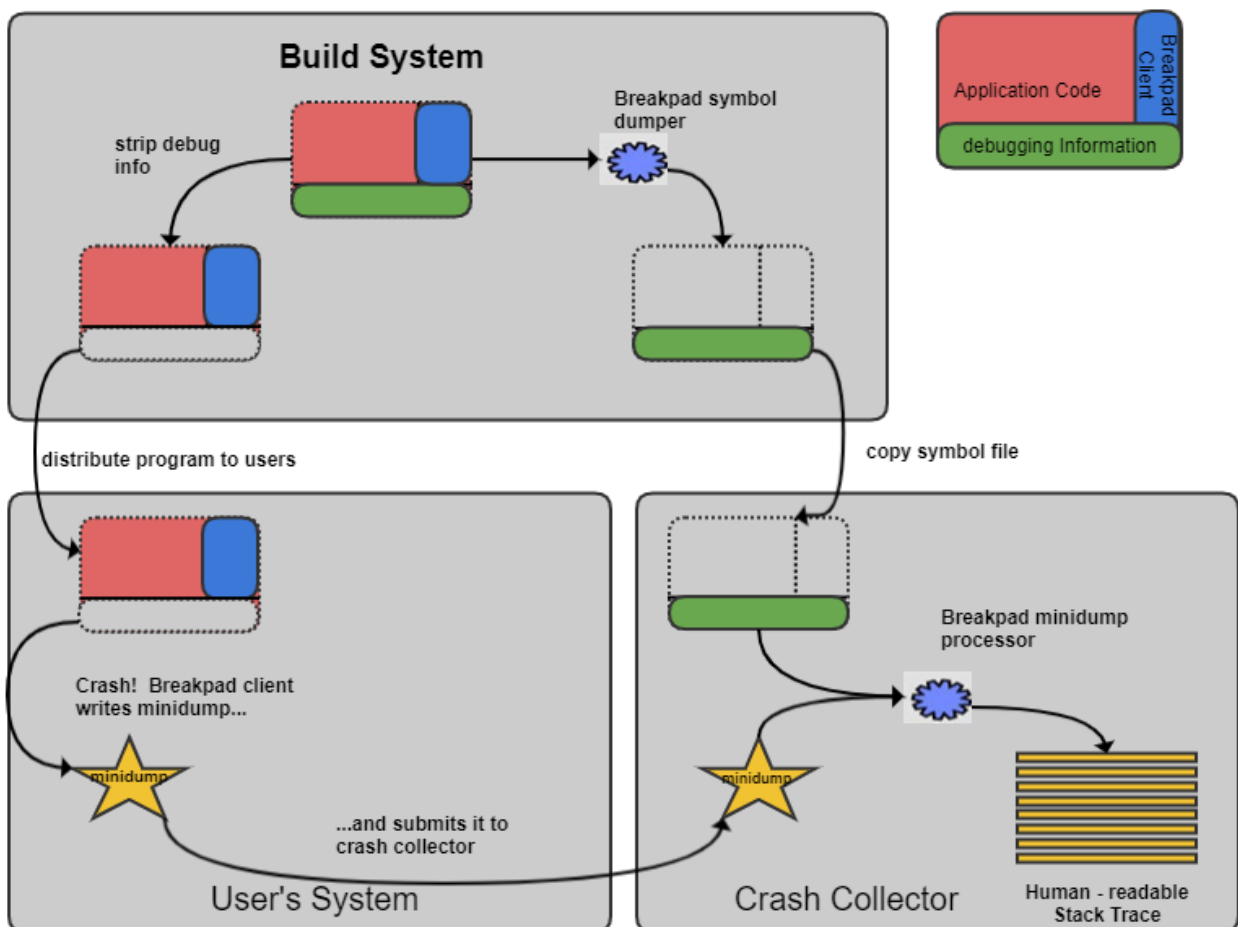 Build System
Breakpad symbol
dumper
strip debug
info
Application Code
Breakpad
Client
debugging Information
distribute program to users
copy symbol file
Breakpad minidump
processor
Crash!  Breakpad client
writes minidump...
minidump
minidump
...and submits it to
crash collector
User's System
Crash Collector
Human - readable
Stack Trace